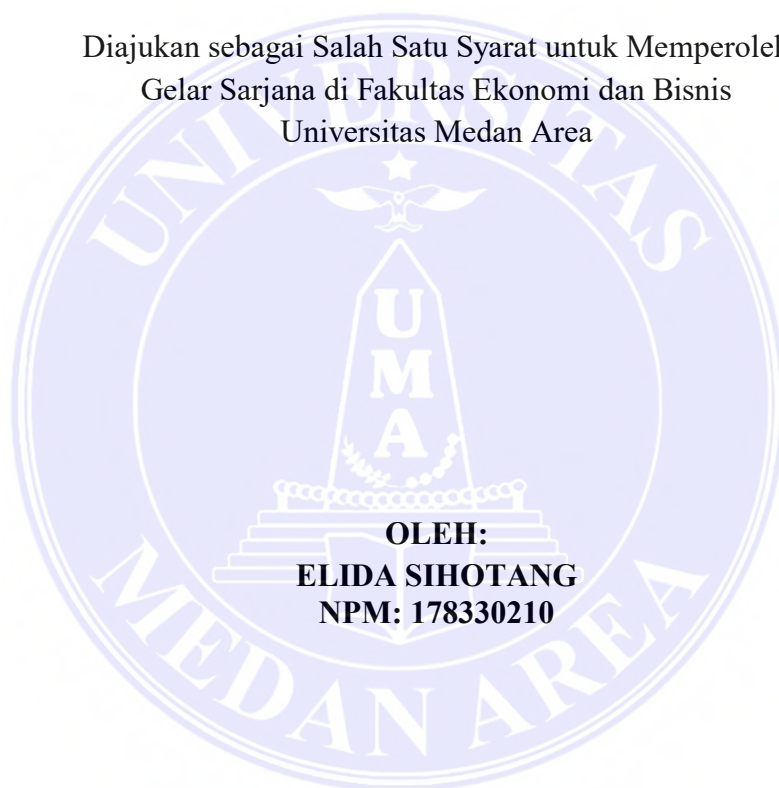 Diajukan sebagai Salah Satu Syarat untuk Memperoleh
Gelar Sarjana di Fakultas Ekonomi dan Bisnis
Universitas Medan Area
UNIVERSITAS
UMA
OLEH:
ELIDA SIHOTANG
NPM: 178330210
MEDAN AREA